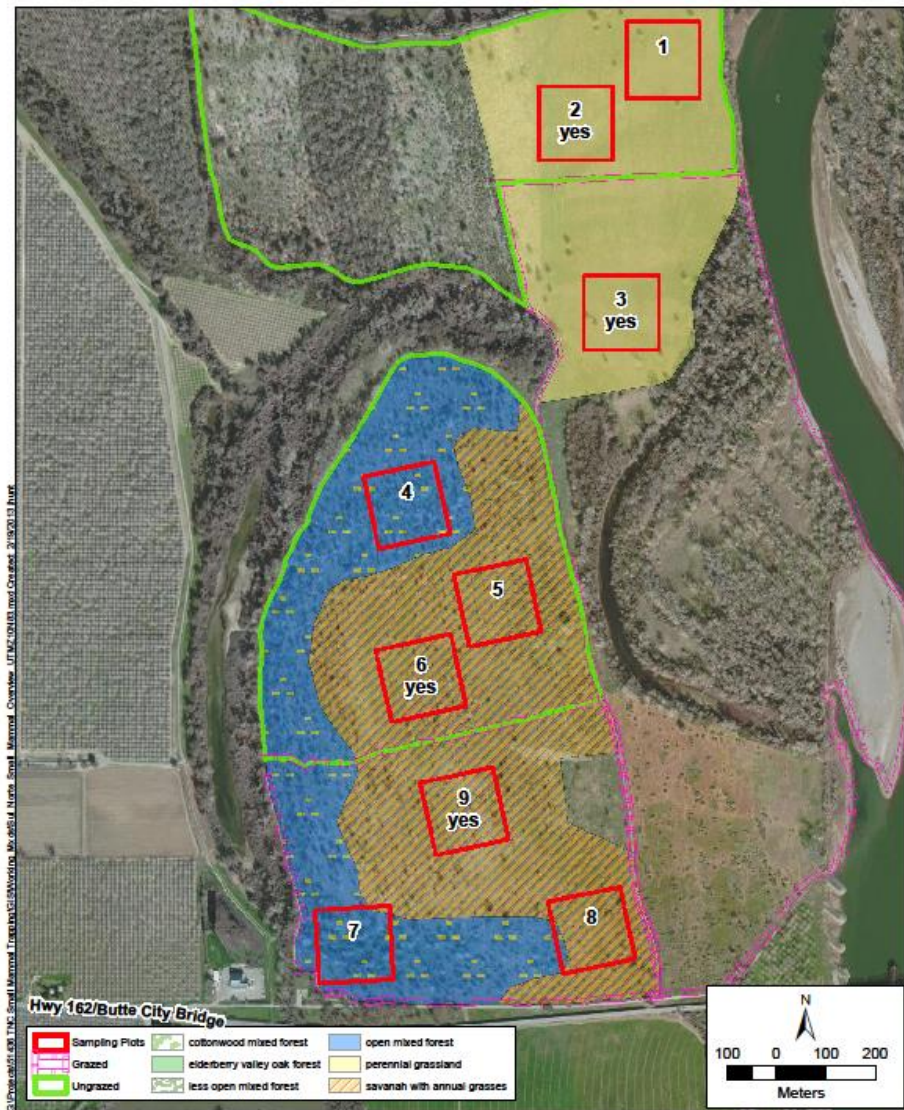 1
2
yes
3
yes
4
5
6
yes
9
yes
8
7
Hwy 162/Butte City Bridge
Sampling Plots
Grazed
Ungrazed
cottonwood mixed forest
elderberry valley oak forest
less open mixed forest
open mixed forest
perennial grassland
savanah with annual grasses
N
100 0 100 200
Meters